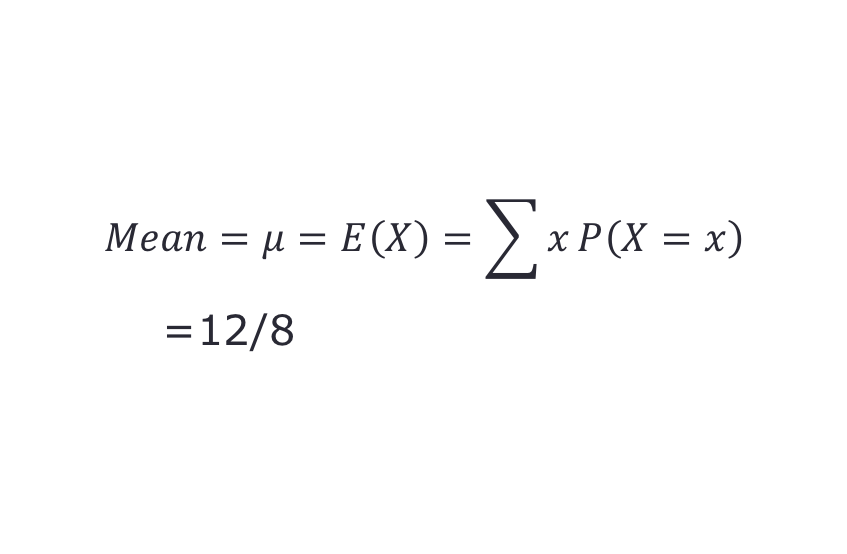 Mean = μ = E(X) = ∑ x P(X = x)
=12/8